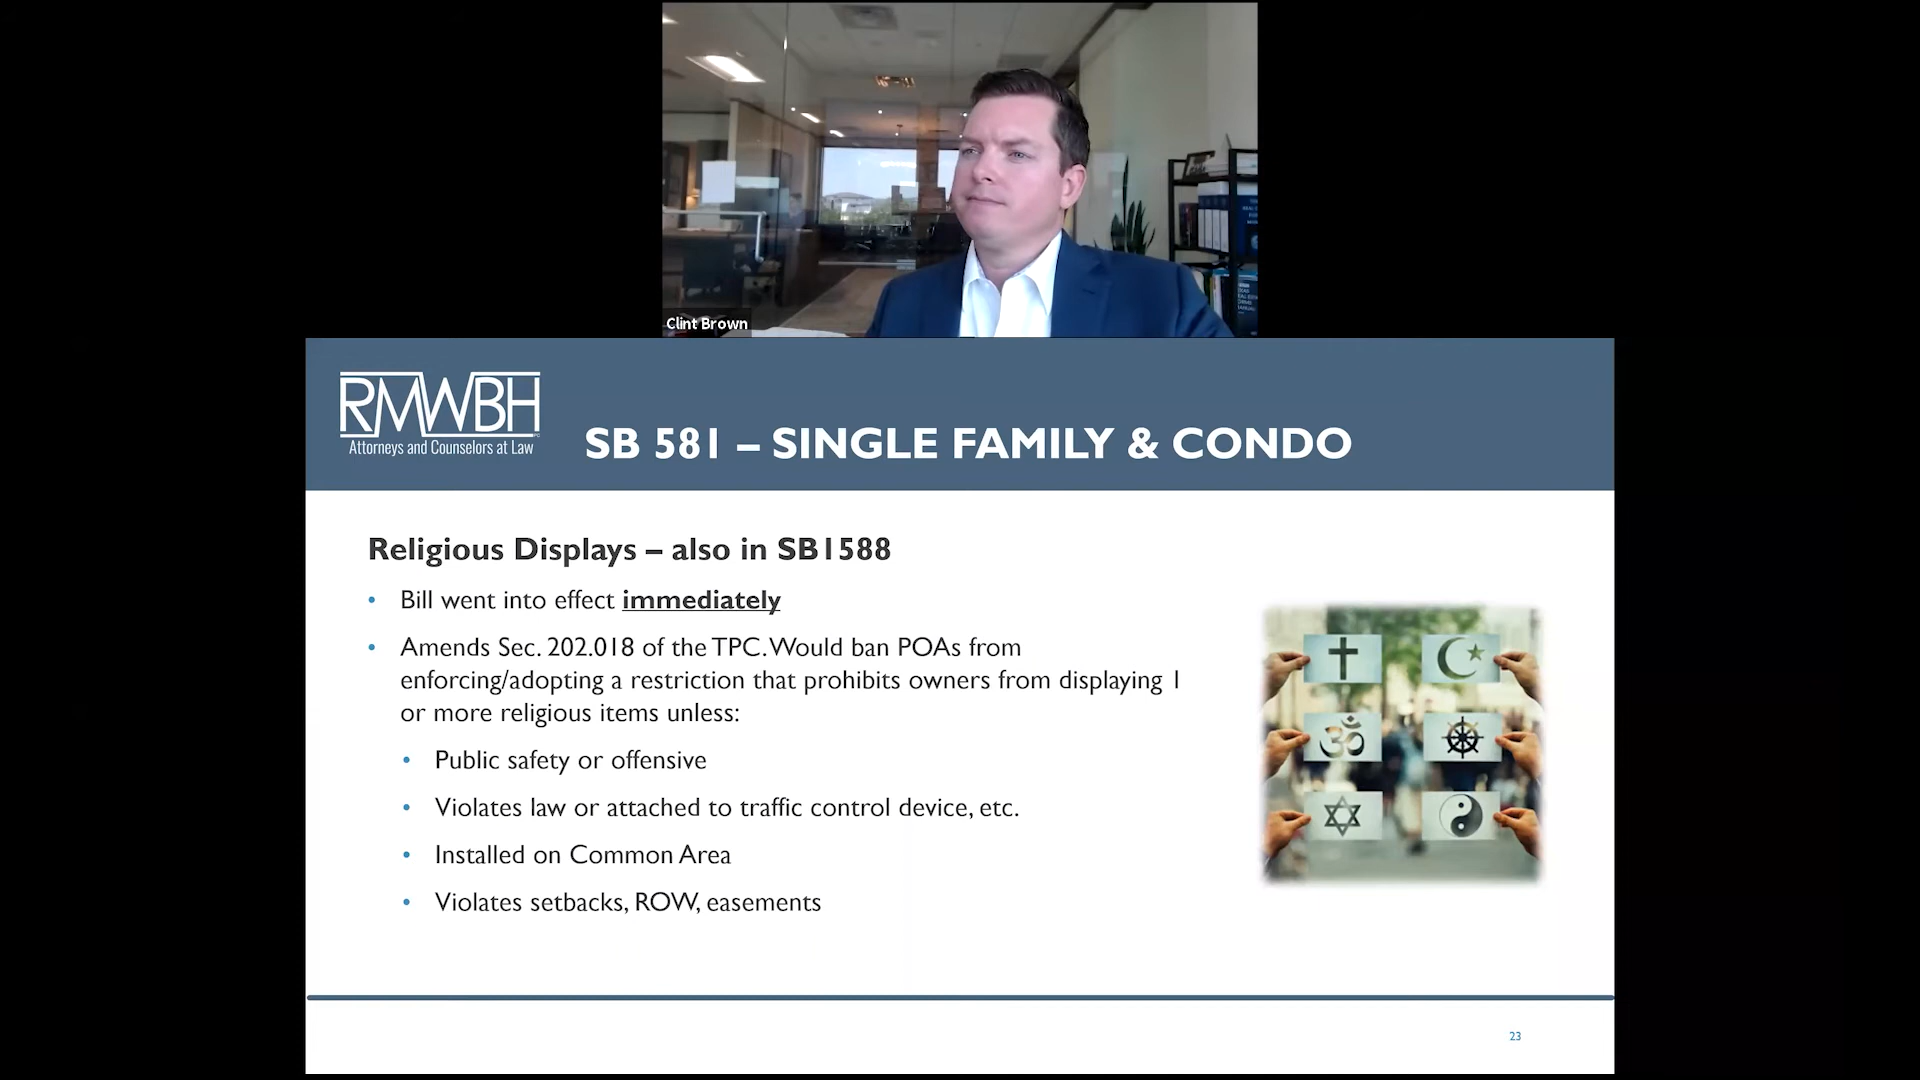 Clint Brown
RMWBH
Attorneys and Counselors at Law
SB 581 – SINGLE FAMILY & CONDO
Religious Displays – also in SB1588
• Bill went into effect immediately
• Amends Sec. 202.018 of the TPC. Would ban POAs from
enforcing/adopting a restriction that prohibits owners from displaying 1
or more religious items unless:
• Public safety or offensive
• Violates law or attached to traffic control device, etc.
• Installed on Common Area
• Violates setbacks, ROW, easements
23